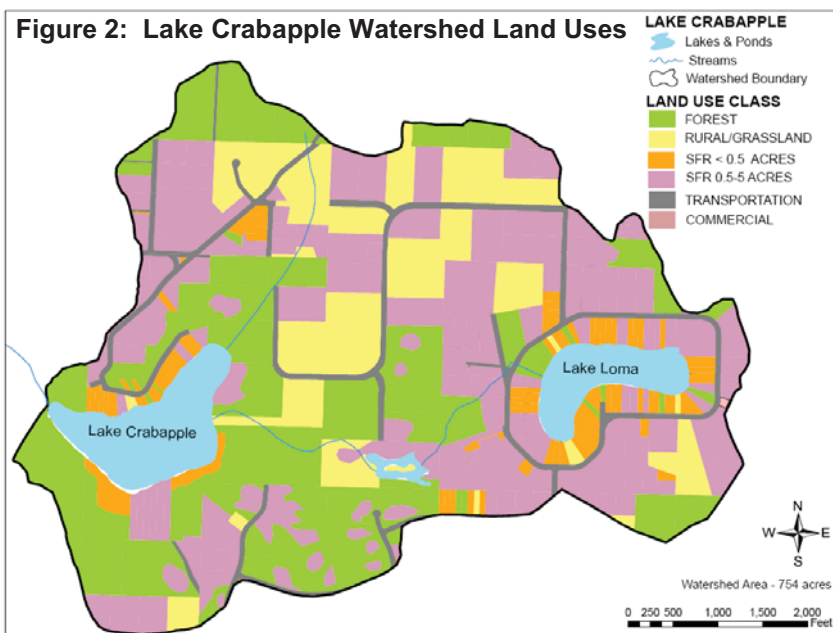 Figure 2: Lake Crabapple Watershed Land Uses
LAKE CRABAPPLE
Lakes & Ponds
Streams
Watershed Boundary
LAND USE CLASS
FOREST
RURAL/GRASSLAND
SFR < 0.5 ACRES
SFR 0.5-5 ACRES
TRANSPORTATION
COMMERCIAL
Lake Loma
Lake Crabapple
N
W E
S
Watershed Area - 754 acres
0 250 500 1,000 1,500 2,000
Feet